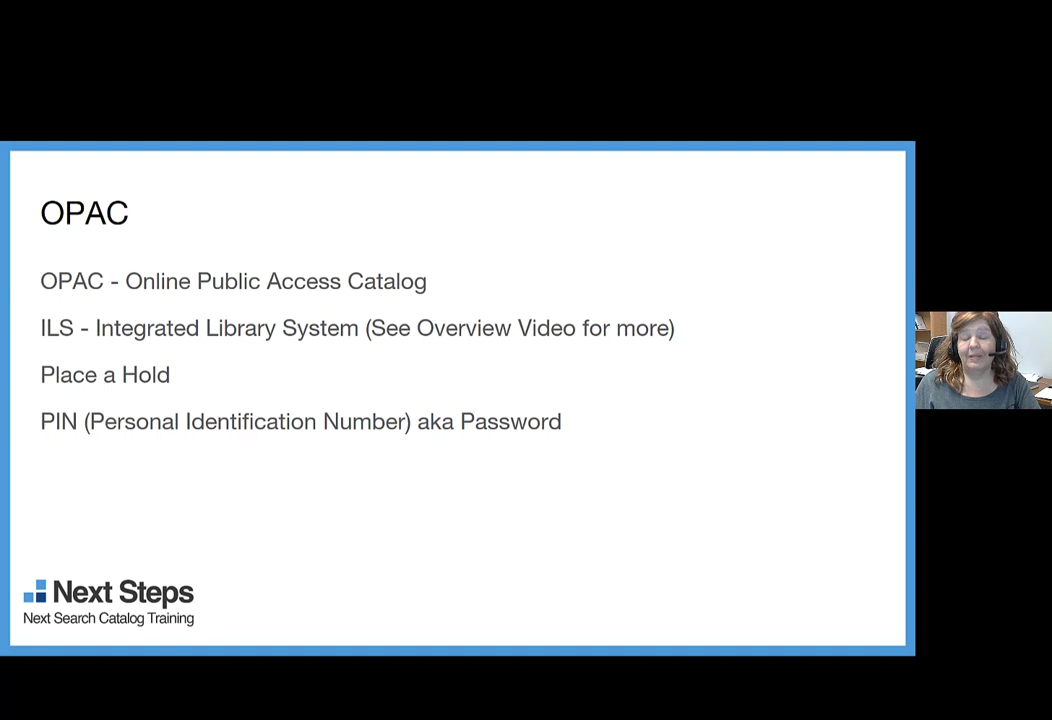 OPAC
OPAC - Online Public Access Catalog
ILS - Integrated Library System (See Overview Video for more)
Place a Hold
PIN (Personal Identification Number) aka Password
Next Steps
Next Search Catalog Training